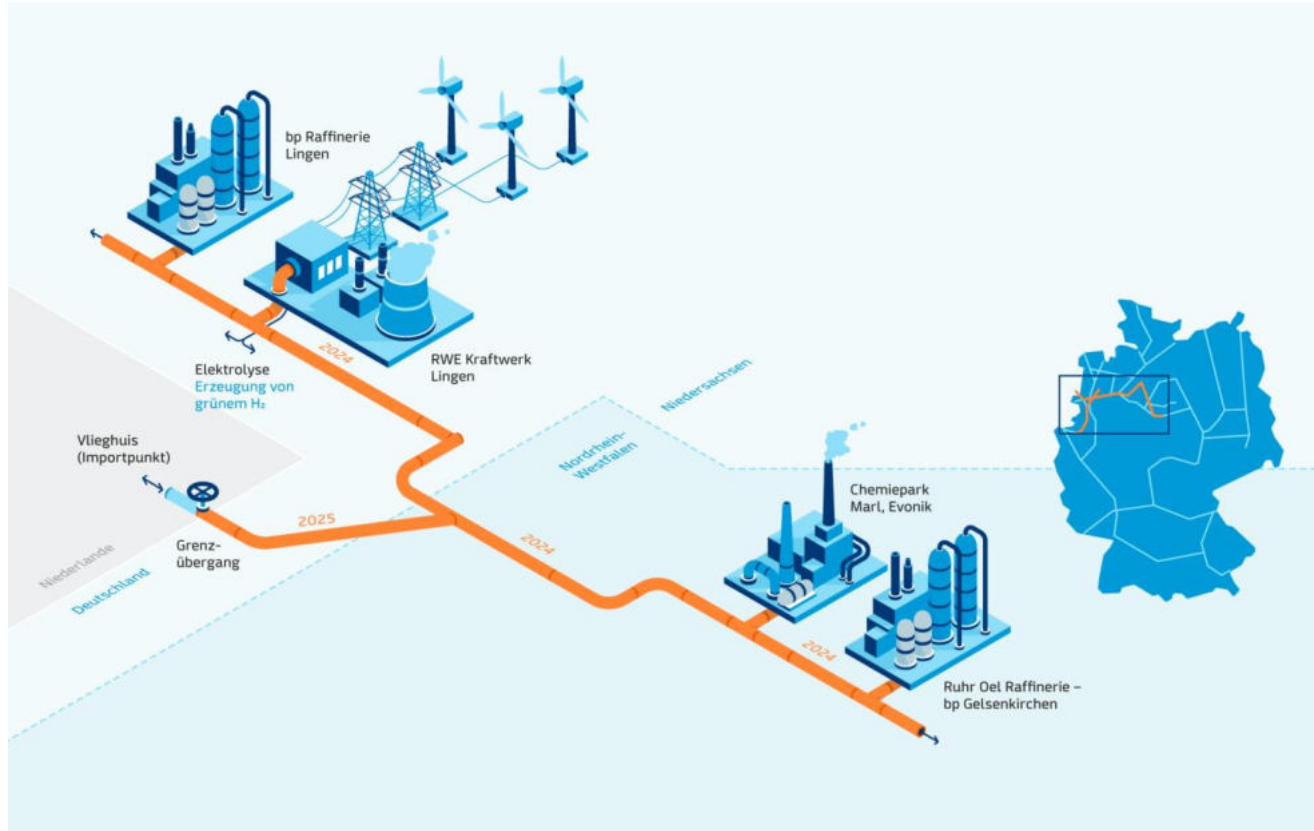 bp Raffinerie
Lingen
2024
RWE Kraftwerk
Lingen
Elektrolyse
Erzeugung von
grünem H₂
Niedersachsen
Nordrhein-
Westfalen
Vlieghuis
(Importpunkt)
2025
Grenz-
übergang
Niederlande
Deutschland
2024
Chemiepark
Marl, Evonik
2024
Ruhr Oel Raffinerie –
bp Gelsenkirchen